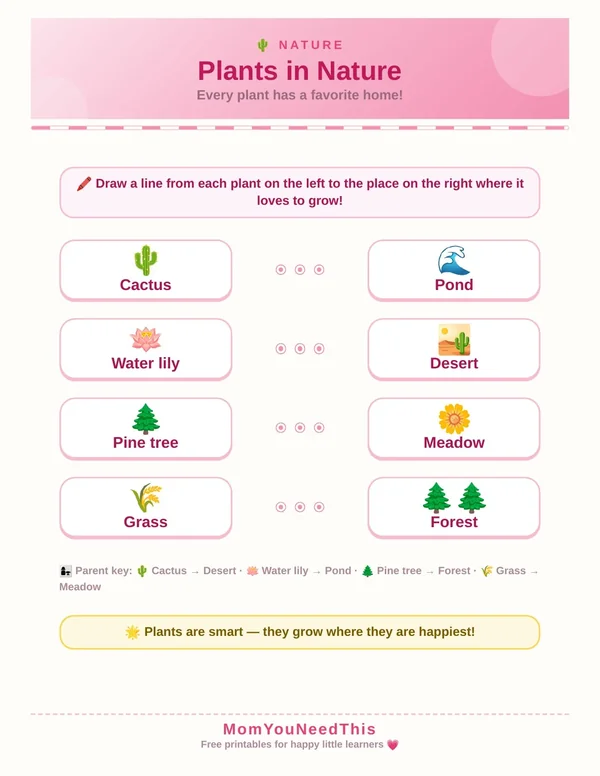 🌵 NATURE
Plants in Nature
Every plant has a favorite home!
🖍️ Draw a line from each plant on the left to the place on the right where it
loves to grow!
Cactus
Pond
Water lily
Desert
Pine tree
Meadow
Grass
Forest
👩‍👧 Parent key: 🌵 Cactus → Desert · 🪷 Water lily → Pond · 🌲 Pine tree → Forest · 🌾 Grass →
Meadow
🌟 Plants are smart — they grow where they are happiest!
MomYouNeedThis
Free printables for happy little learners 💗